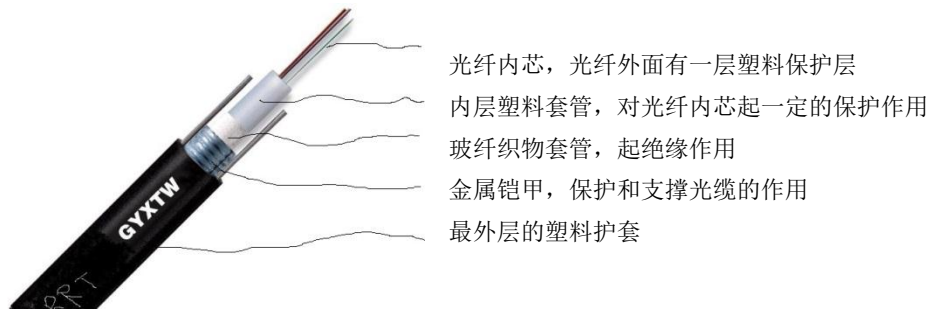 光纤内芯，光纤外面有一层塑料保护层
内层塑料套管，对光纤内芯起一定的保护作用
玻纤织物套管，起绝缘作用
金属铠甲，保护和支撑光缆的作用
最外层的塑料护套
GYXTW
RRT